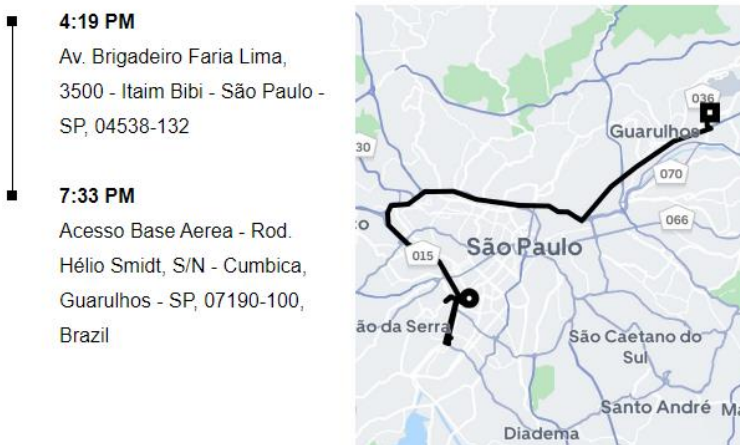 4:19 PM
Av. Brigadeiro Faria Lima,
3500 - Itaim Bibi - São Paulo -
SP, 04538-132
7:33 PM
Acesso Base Aerea - Rod.
Hélio Smidt, S/N - Cumbica,
Guarulhos - SP, 07190-100,
Brazil
036
Guarulhos
30
070
066
São Paulo
015
ão da Serra
São Caetano do
Sul
Santo André
Diadema